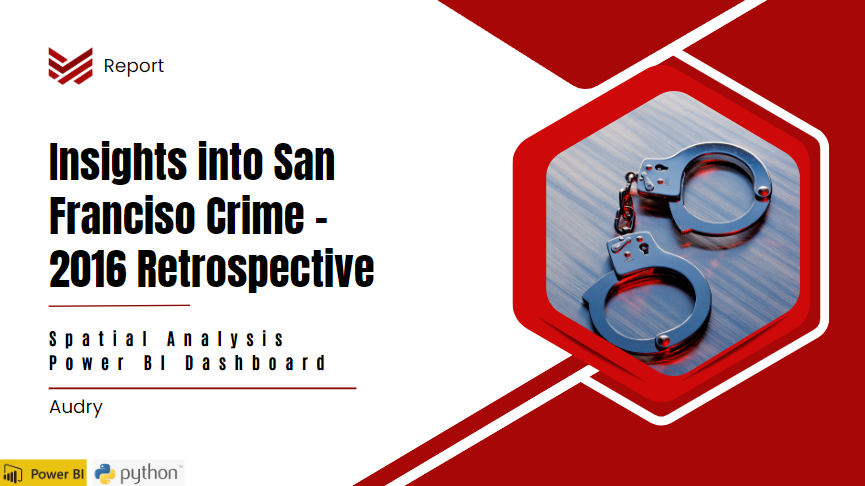 Report
Insights into San
Franciso Crime -
2016 Retrospective
Spatial Analysis
Power BI Dashboard
Audry
Power BI
python™